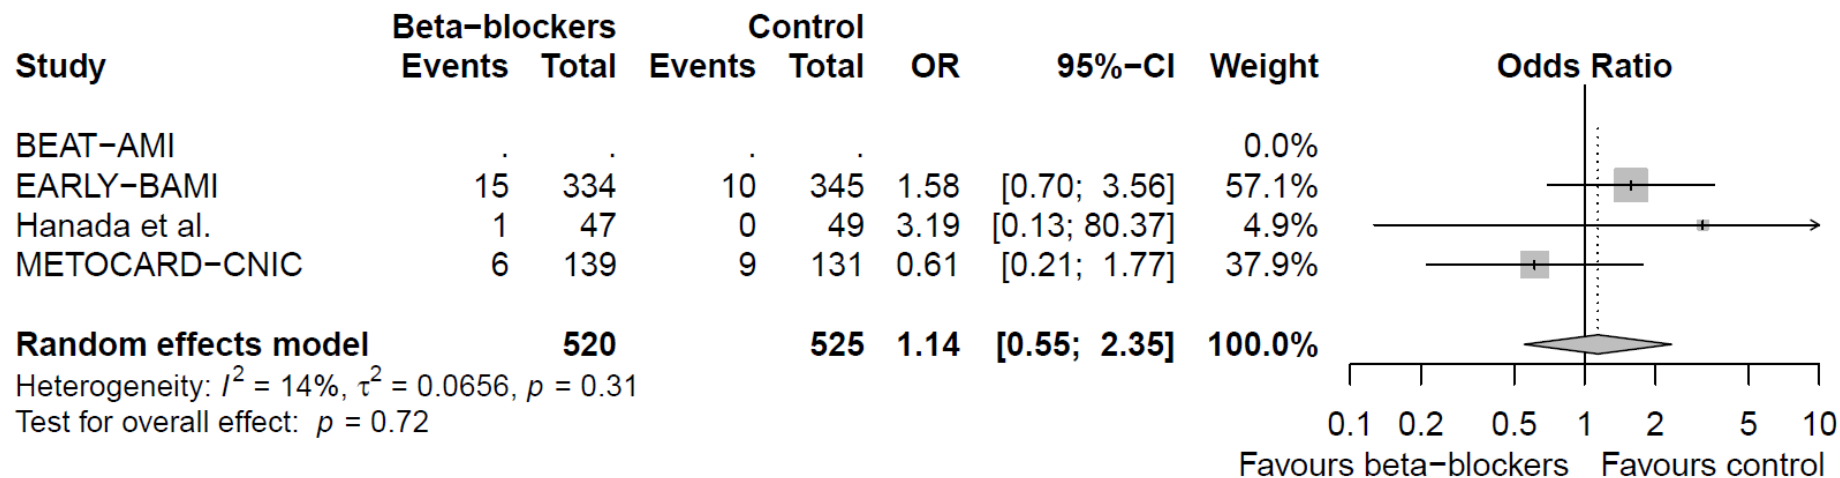 Beta−blockers Control
Study Events Total Events Total OR 95%−CI Weight Odds Ratio
BEAT−AMI . . . . 0.0%
EARLY−BAMI 15 334 10 345 1.58 [0.70; 3.56] 57.1%
Hanada et al. 1 47 0 49 3.19 [0.13; 80.37] 4.9%
METOCARD−CNIC 6 139 9 131 0.61 [0.21; 1.77] 37.9%
Random effects model 520 525 1.14 [0.55; 2.35] 100.0%
Heterogeneity: I² = 14%, τ² = 0.0656, p = 0.31
Test for overall effect: p = 0.72
0.1 0.2 0.5 1 2 5 10
Favours beta−blockers Favours control